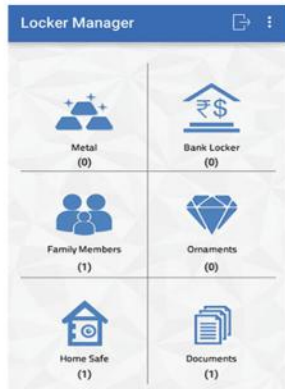 Locker Manager
₹$
Metal
(0)
Bank Locker
(0)
Family Members
(1)
Ornaments
(0)
Home Safe
(1)
Documents
(1)